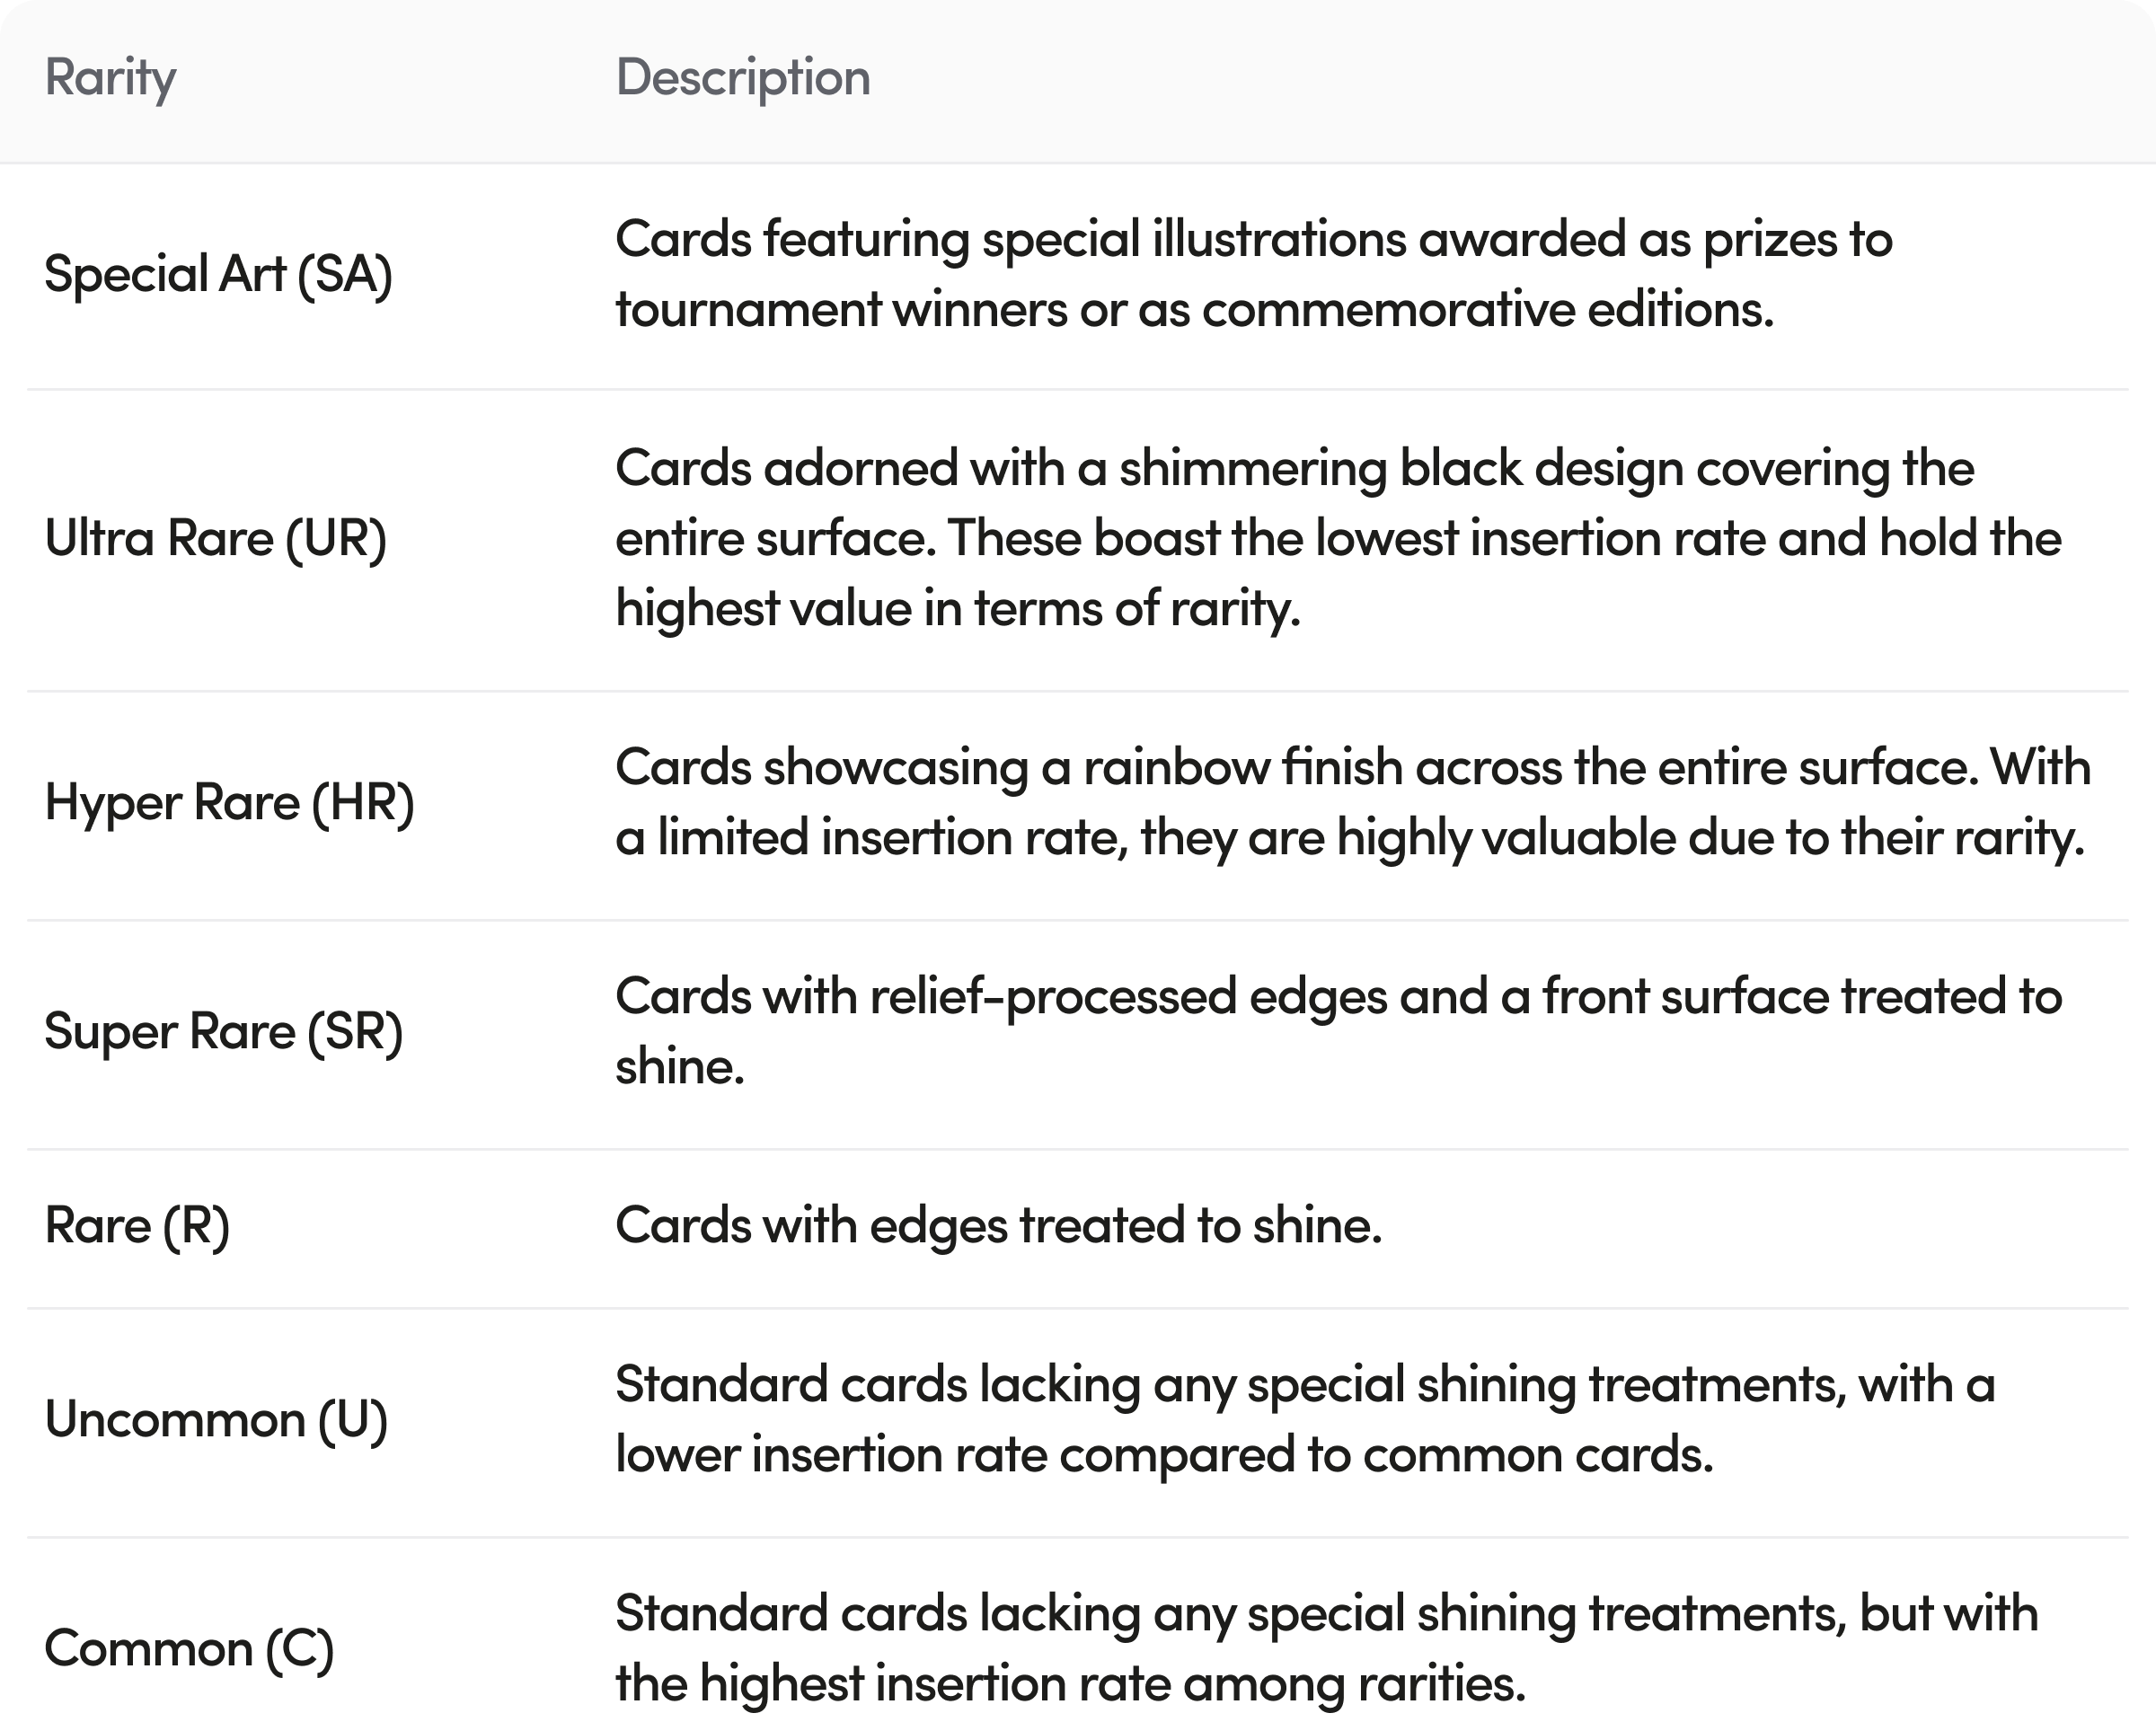 Rarity
Description
Special Art (SA)
Cards featuring special illustrations awarded as prizes to
tournament winners or as commemorative editions.
Ultra Rare (UR)
Cards adorned with a shimmering black design covering the
entire surface. These boast the lowest insertion rate and hold the
highest value in terms of rarity.
Hyper Rare (HR)
Cards showcasing a rainbow finish across the entire surface. With
a limited insertion rate, they are highly valuable due to their rarity.
Super Rare (SR)
Cards with relief-processed edges and a front surface treated to
shine.
Rare (R)
Cards with edges treated to shine.
Uncommon (U)
Standard cards lacking any special shining treatments, with a
lower insertion rate compared to common cards.
Common (C)
Standard cards lacking any special shining treatments, but with
the highest insertion rate among rarities.